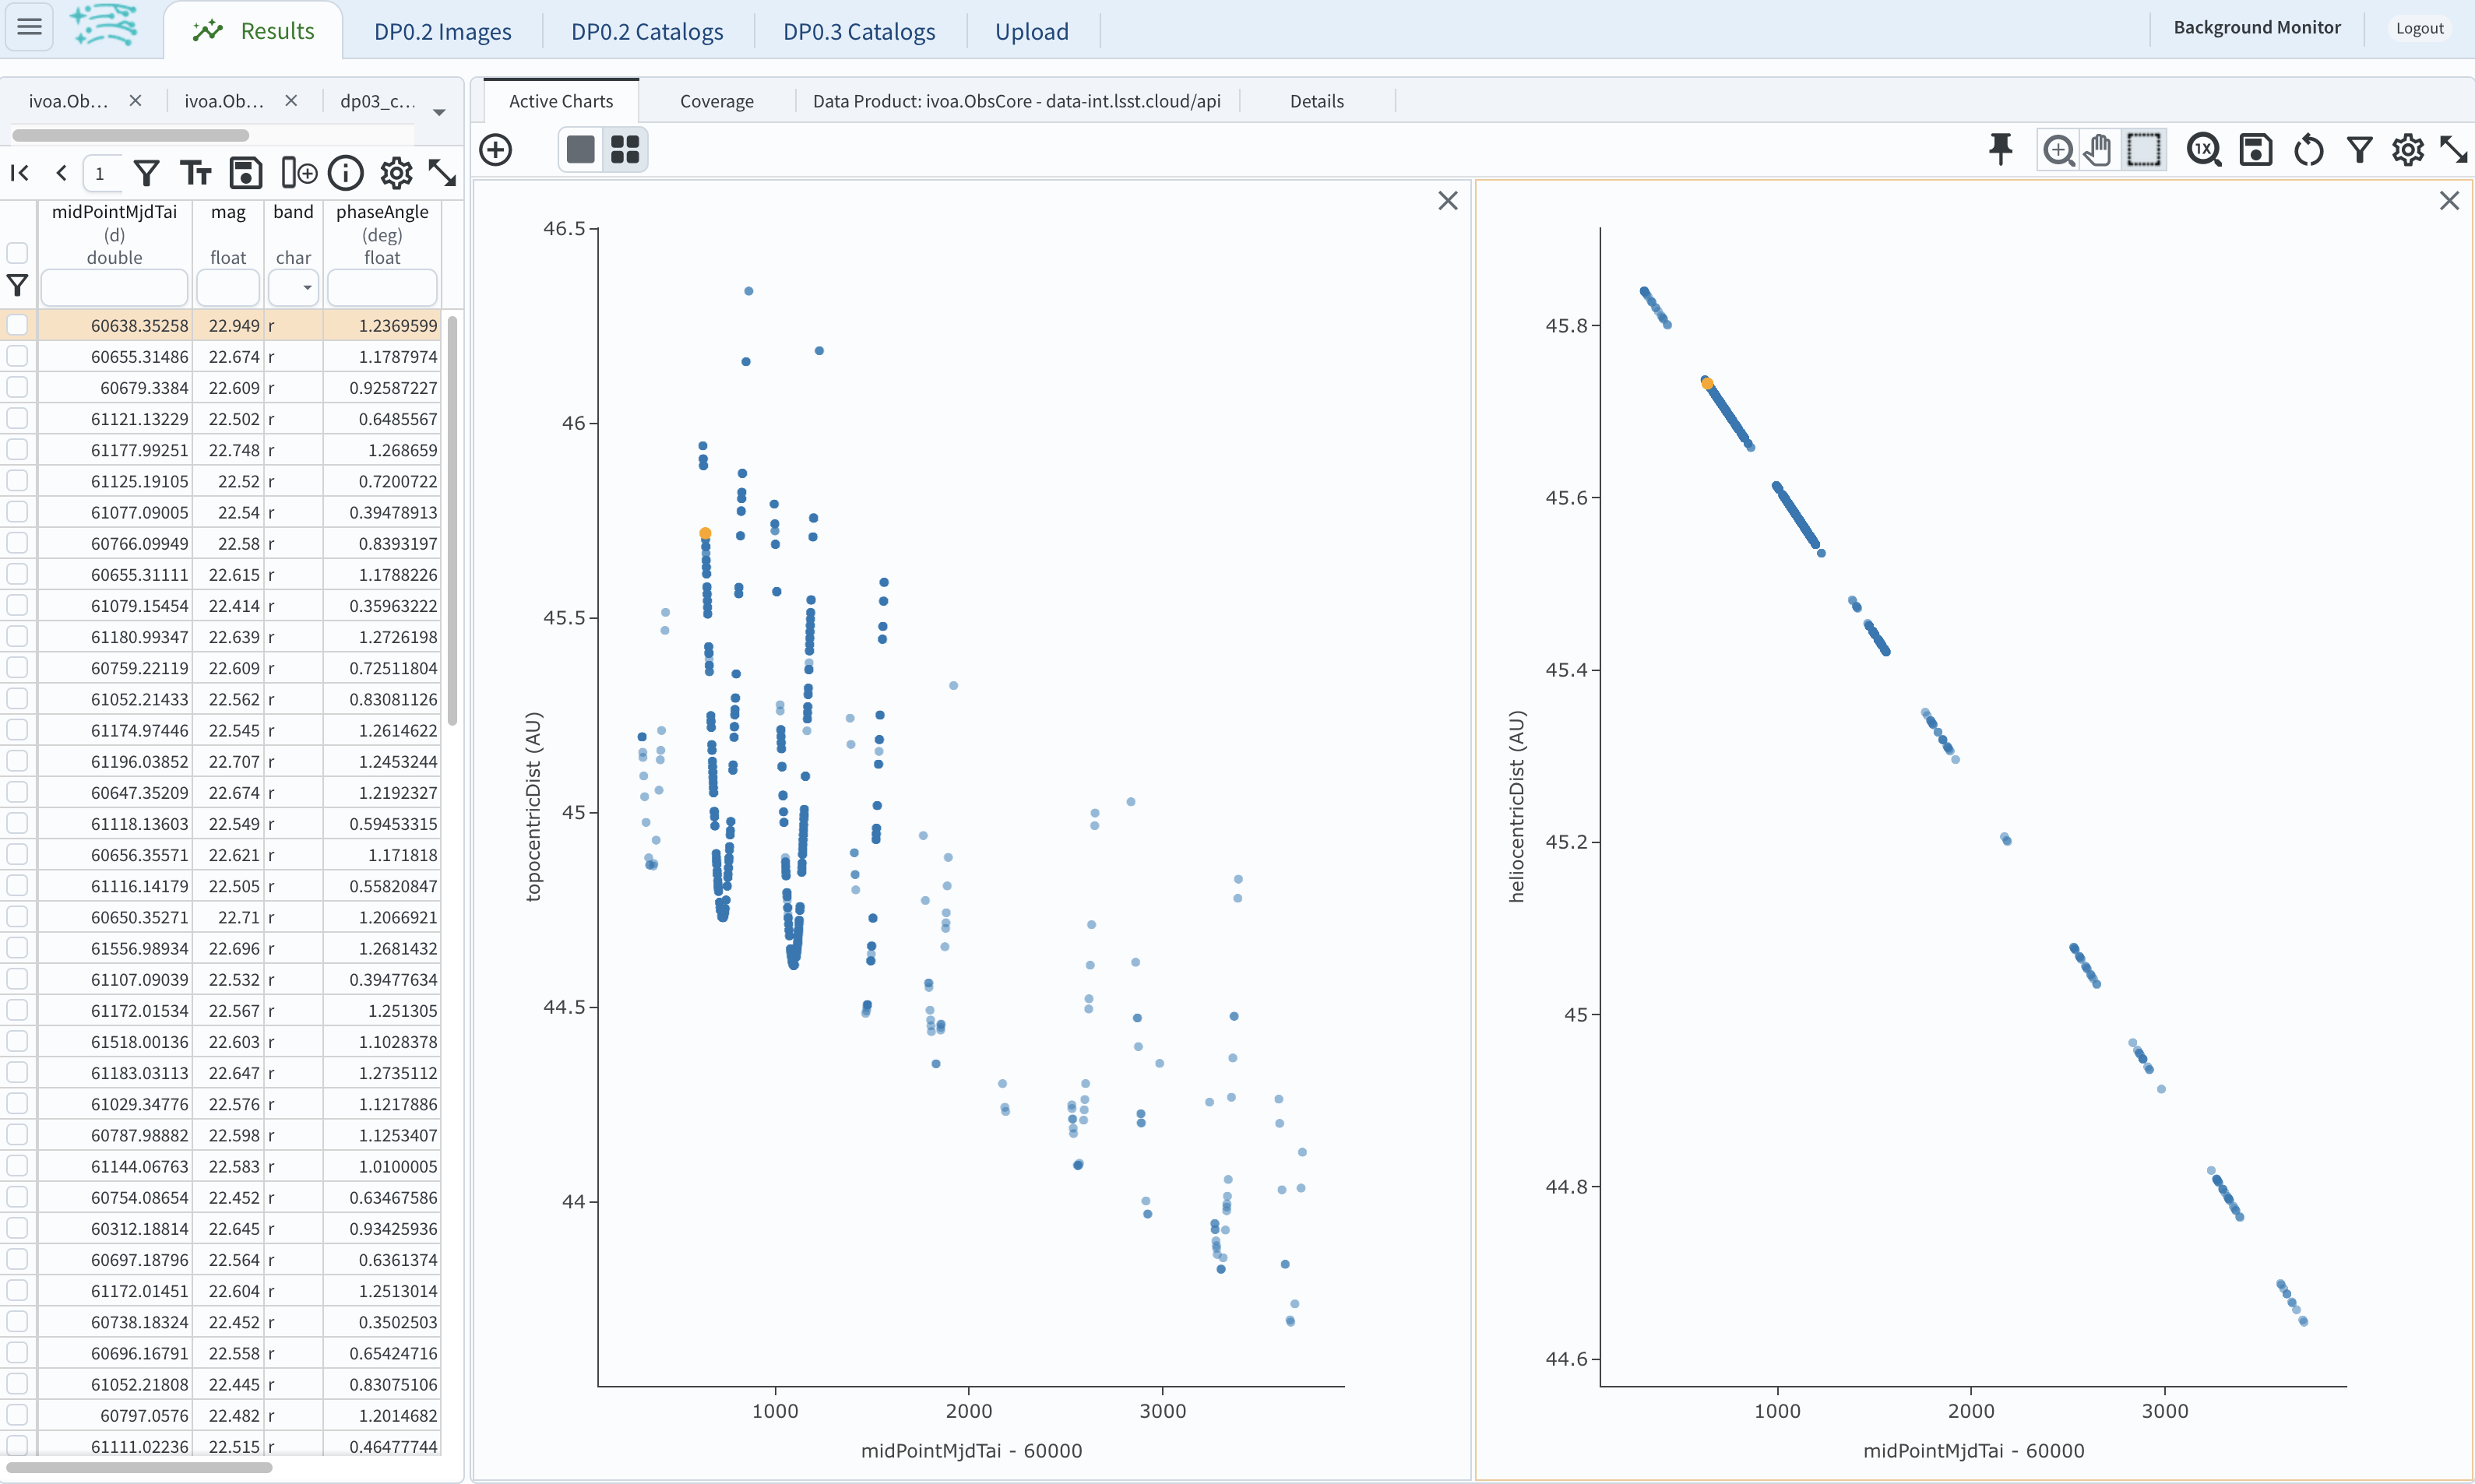 Results
DP0.2 Images
DP0.2 Catalogs
DP0.3 Catalogs
Upload
Background Monitor
Logout
ivoa.Ob...
ivoa.Ob...
dp03_c...
1
midPointMjdTai mag band phaseAngle
(d) (deg)
double float char float
60638.35258 22.949 r 1.2369599
60655.31486 22.674 r 1.1787974
60679.3384 22.609 r 0.92587227
61121.13229 22.502 r 0.6485567
61177.99251 22.748 r 1.268659
61125.19105 22.52 r 0.7200722
61077.09005 22.54 r 0.39478913
60766.09949 22.58 r 0.8393197
60655.31111 22.615 r 1.1788226
61079.15454 22.414 r 0.35963222
61180.99347 22.639 r 1.2726198
60759.22119 22.609 r 0.72511804
61052.21433 22.562 r 0.83081126
61174.97446 22.545 r 1.2614622
61196.03852 22.707 r 1.2453244
60647.35209 22.674 r 1.2192327
61118.13603 22.549 r 0.59453315
60656.35571 22.621 r 1.171818
61116.14179 22.505 r 0.55820847
60650.35271 22.71 r 1.2066921
61556.98934 22.696 r 1.2681432
61107.09039 22.532 r 0.39477634
61172.01534 22.567 r 1.251305
61518.00136 22.603 r 1.1028378
61183.03113 22.647 r 1.2735112
61029.34776 22.576 r 1.1217886
60787.98882 22.598 r 1.1253407
61144.06763 22.583 r 1.0100005
60754.08654 22.452 r 0.63467586
60312.18814 22.645 r 0.93425936
60697.18796 22.564 r 0.6361374
61172.01451 22.604 r 1.2513014
60738.18324 22.452 r 0.3502503
60696.16791 22.558 r 0.65424716
61052.21808 22.445 r 0.83075106
60797.0576 22.482 r 1.2014682
61111.02236 22.515 r 0.46477744
Active Charts
Coverage
Data Product: ivoa.ObsCore - data-int.lsst.cloud/api
Details
1X
46.5
46
45.5
45
44.5
44
topocentricDist (AU)
1000 2000 3000
midPointMjdTai - 60000
45.8
45.6
45.4
45.2
45
44.8
44.6
heliocentricDist (AU)
1000 2000 3000
midPointMjdTai - 60000